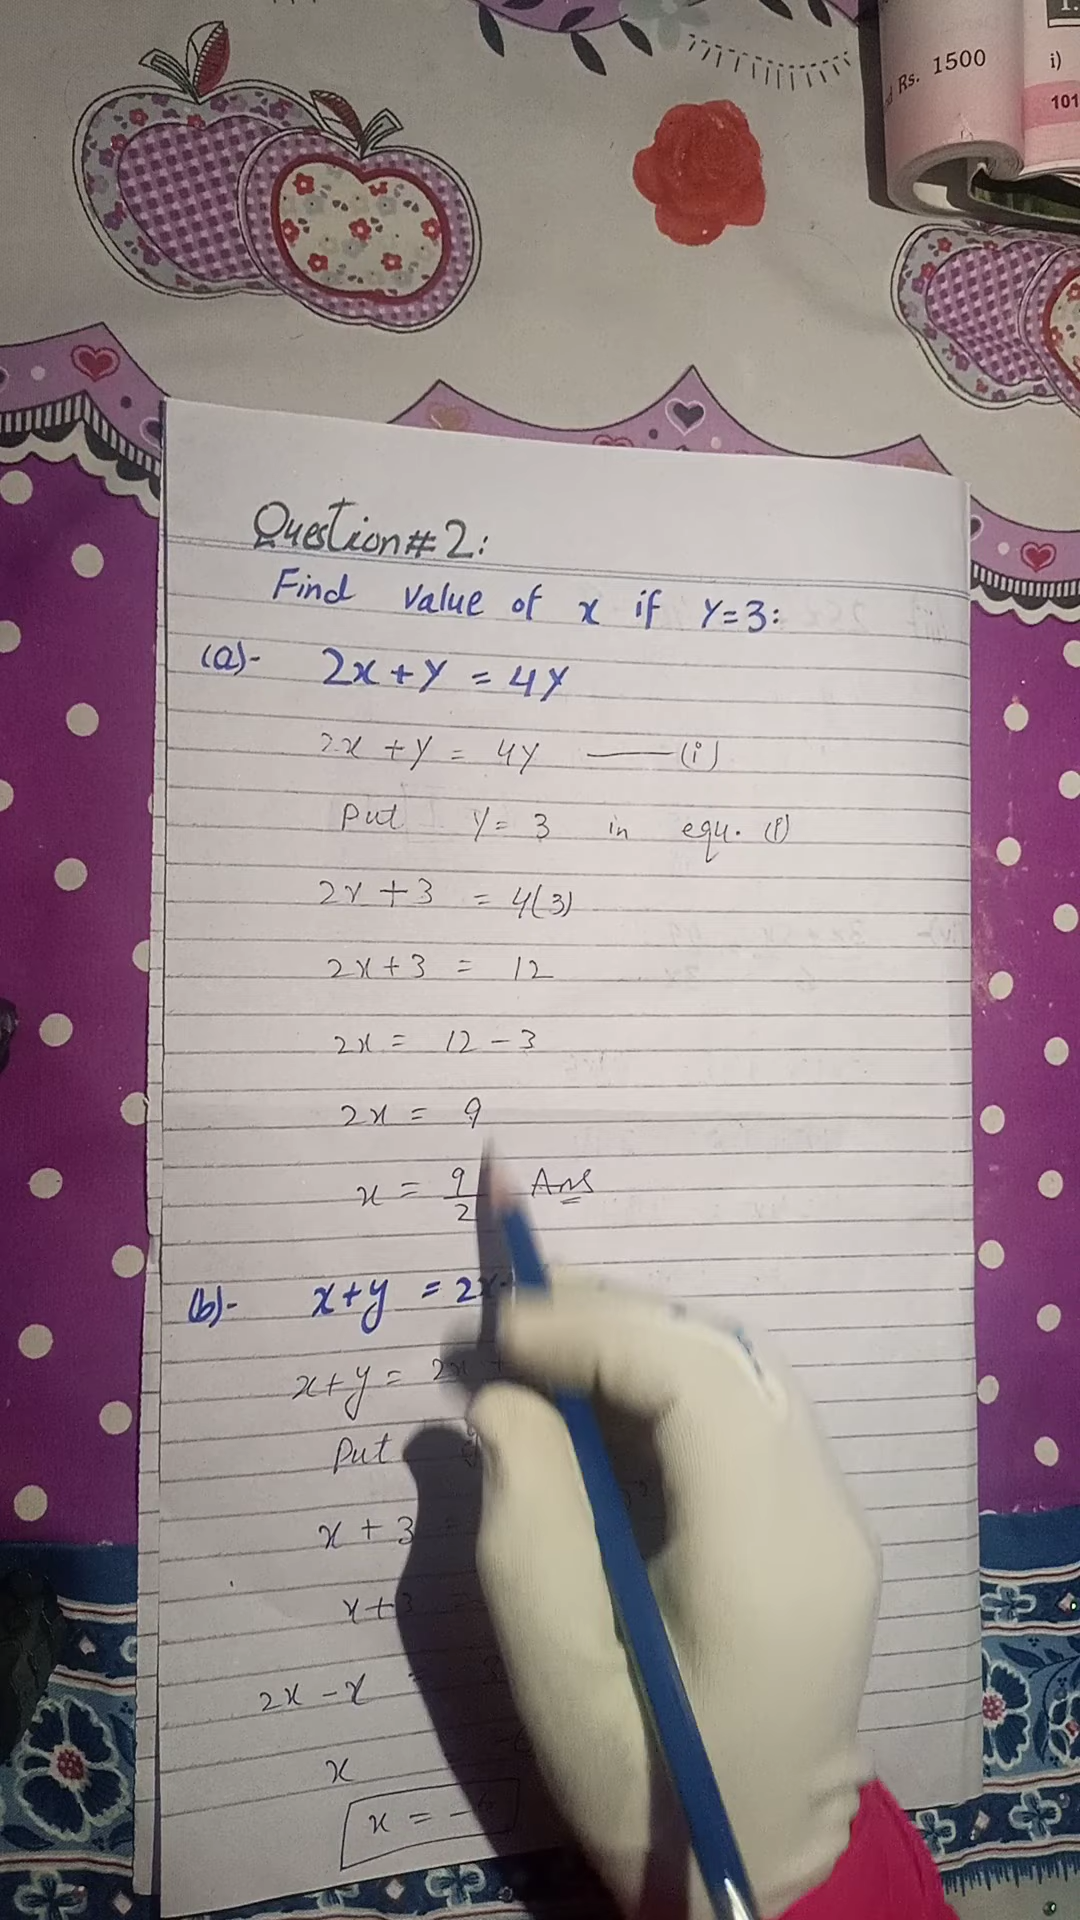 Rs. 1500
i)
101
Question # 2:
Find value of x if Y=3:
(a)- 2x+Y = 4Y
2x+y = 4y ——(i)
Put y= 3 in equ. (i)
2x+3 = 4(3)
2x+3 = 12
2x = 12-3
2x = 9
x = 9/2 Ans
(b)- x+y = 2x
x+y = 2x +
Put y
x + 3 =
x+3
2x -x =
x
x = -6